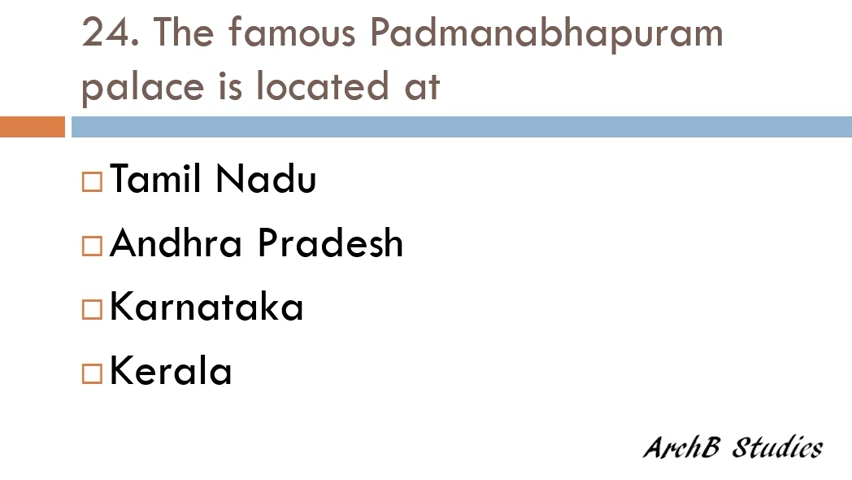 24. The famous Padmanabhapuram
palace is located at
Tamil Nadu
Andhra Pradesh
Karnataka
Kerala
ArchB Studies